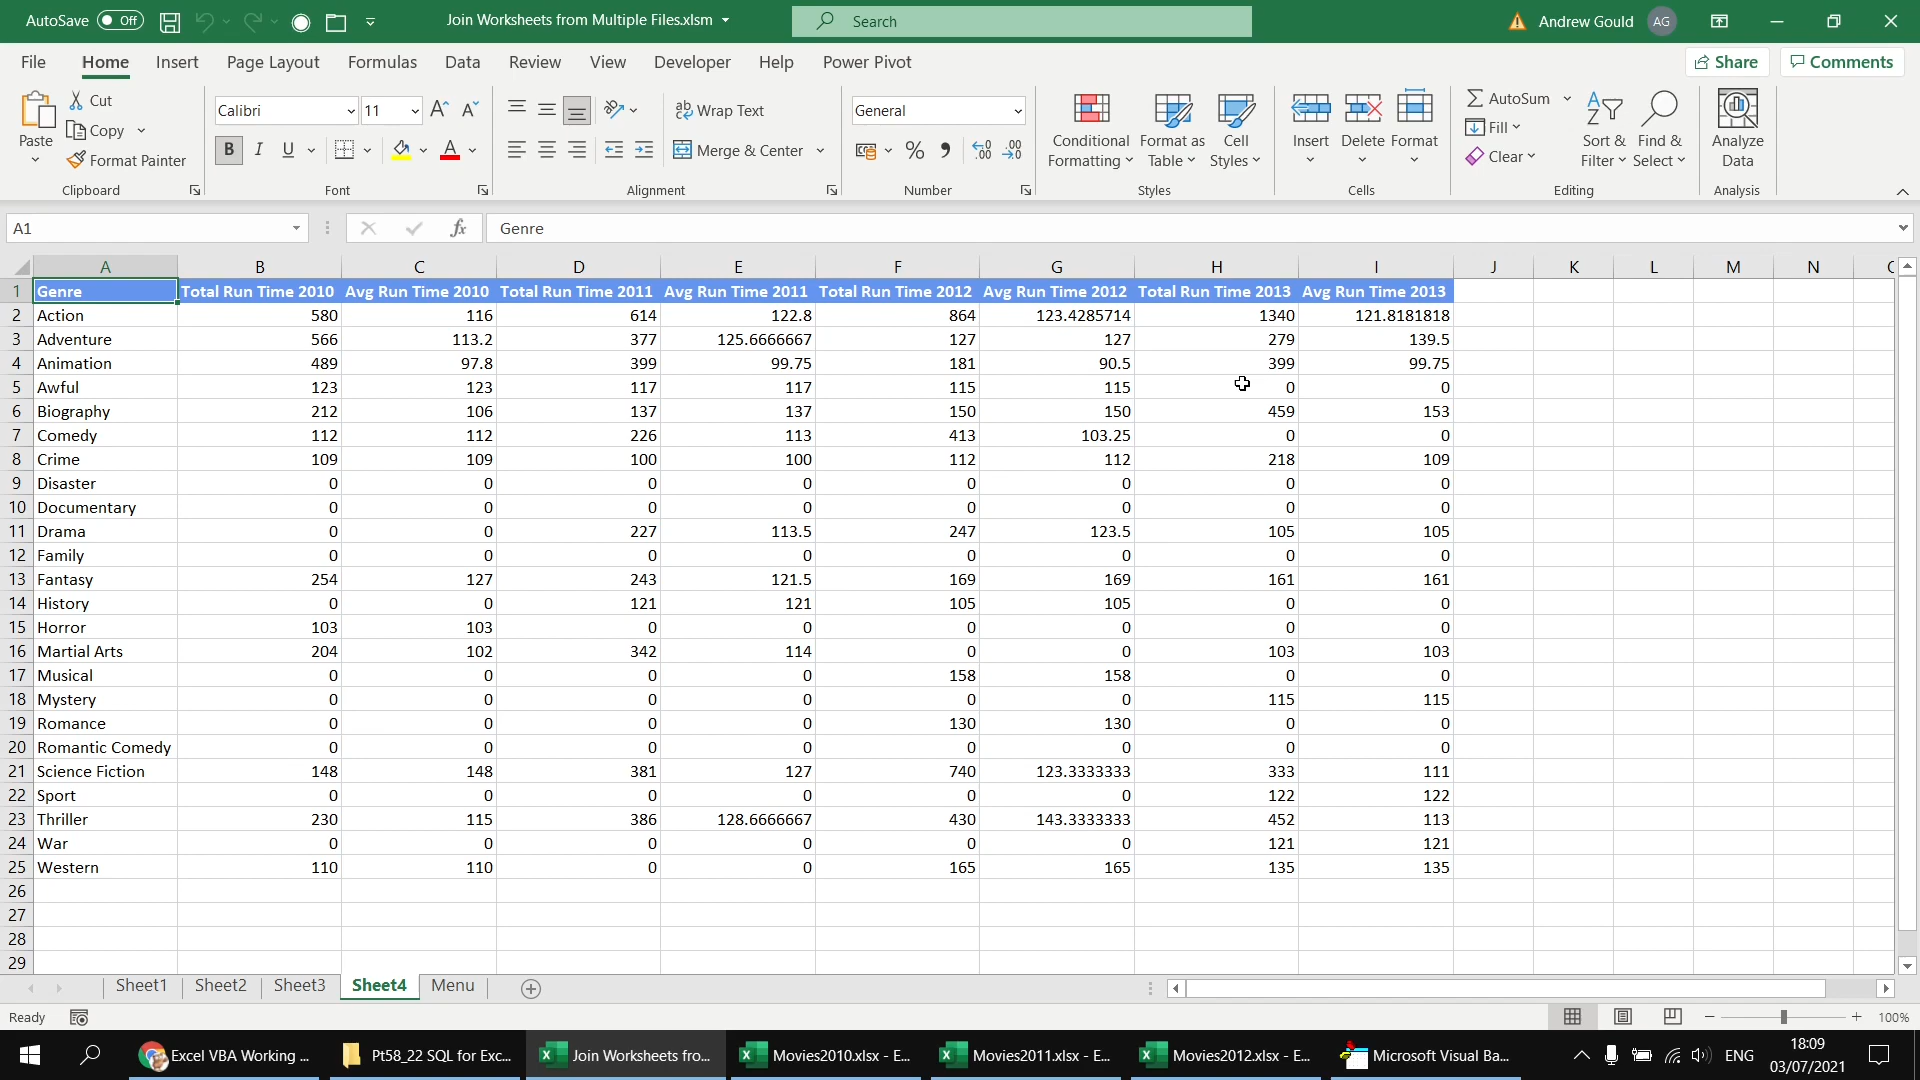 AutoSave Off
Join Worksheets from Multiple Files.xlsm
Search
Andrew Gould AG
File Home Insert Page Layout Formulas Data Review View Developer Help Power Pivot
Share Comments
Paste
Cut
Copy
Format Painter
Clipboard
Calibri 11
B I U
Font
Wrap Text
Merge & Center
Alignment
General
Number
Conditional Formatting
Format as Table
Cell Styles
Styles
Insert Delete Format
Cells
AutoSum
Fill
Clear
Sort & Filter
Find & Select
Editing
Analyze Data
Analysis
A1 fx Genre
A B C D E F G H I J K L M N
1 Genre Total Run Time 2010 Avg Run Time 2010 Total Run Time 2011 Avg Run Time 2011 Total Run Time 2012 Avg Run Time 2012 Total Run Time 2013 Avg Run Time 2013
2 Action 580 116 614 122.8 864 123.4285714 1340 121.8181818
3 Adventure 566 113.2 377 125.6666667 127 127 279 139.5
4 Animation 489 97.8 399 99.75 181 90.5 399 99.75
5 Awful 123 123 117 117 115 115 0 0
6 Biography 212 106 137 137 150 150 459 153
7 Comedy 112 112 226 113 413 103.25 0 0
8 Crime 109 109 100 100 112 112 218 109
9 Disaster 0 0 0 0 0 0 0 0
10 Documentary 0 0 0 0 0 0 0 0
11 Drama 0 0 227 113.5 247 123.5 105 105
12 Family 0 0 0 0 0 0 0 0
13 Fantasy 254 127 243 121.5 169 169 161 161
14 History 0 0 121 121 105 105 0 0
15 Horror 103 103 0 0 0 0 0 0
16 Martial Arts 204 102 342 114 0 0 103 103
17 Musical 0 0 0 0 158 158 0 0
18 Mystery 0 0 0 0 0 0 115 115
19 Romance 0 0 0 0 130 130 0 0
20 Romantic Comedy 0 0 0 0 0 0 0 0
21 Science Fiction 148 148 381 127 740 123.3333333 333 111
22 Sport 0 0 0 0 0 0 122 122
23 Thriller 230 115 386 128.6666667 430 143.3333333 452 113
24 War 0 0 0 0 0 0 121 121
25 Western 110 110 0 0 165 165 135 135
26
27
28
29
Sheet1 Sheet2 Sheet3 Sheet4 Menu
Ready
100%
Excel VBA Working ...
Pt58_22 SQL for Exc...
Join Worksheets fro...
Movies2010.xlsx - E...
Movies2011.xlsx - E...
Movies2012.xlsx - E...
Microsoft Visual Ba...
ENG
18:09
03/07/2021